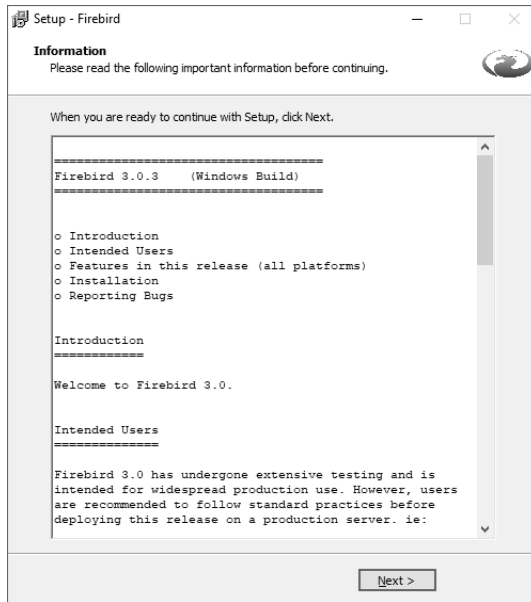 Setup - Firebird
Information
Please read the following important information before continuing.
When you are ready to continue with Setup, click Next.
====================================
Firebird 3.0.3    (Windows Build)
====================================
o Introduction
o Intended Users
o Features in this release (all platforms)
o Installation
o Reporting Bugs
Introduction
============
Welcome to Firebird 3.0.
Intended Users
==============
Firebird 3.0 has undergone extensive testing and is
intended for widespread production use. However, users
are recommended to follow standard practices before
deploying this release on a production server. ie:
Next >